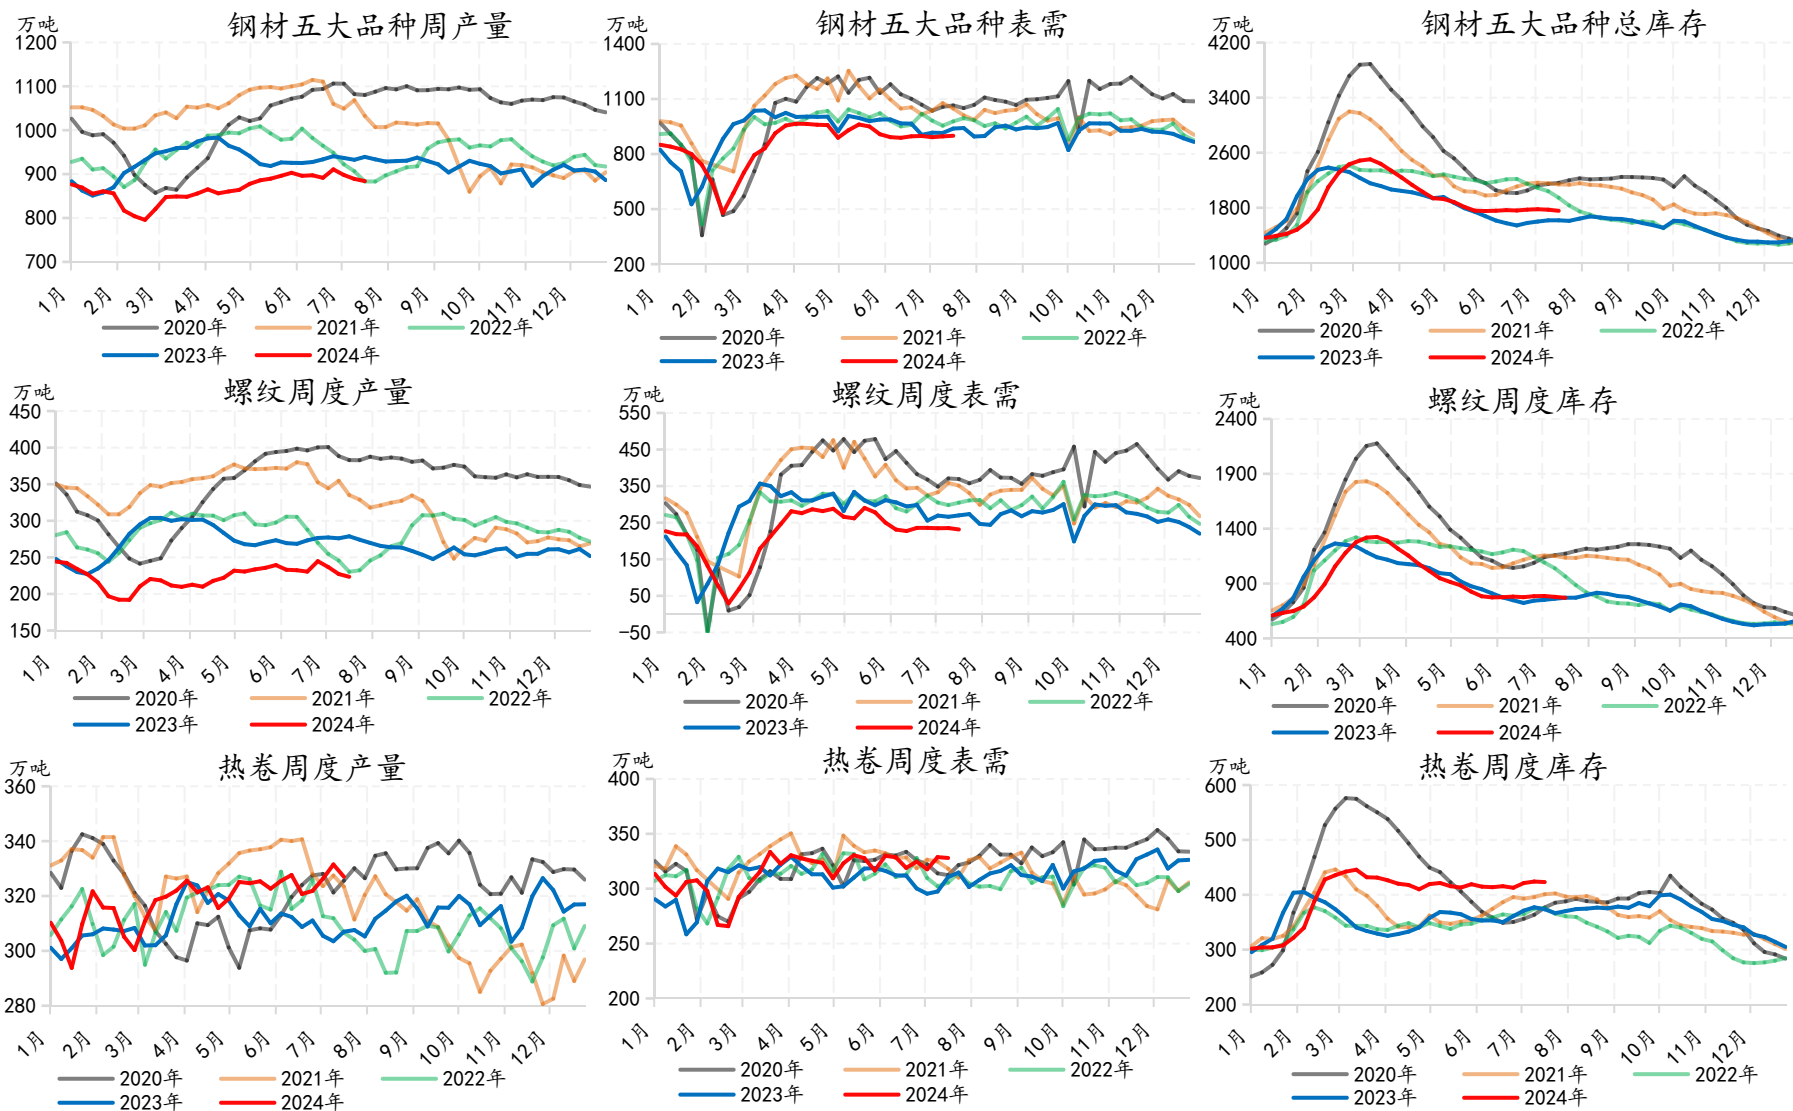 钢材五大品种周产量
万吨
1200
1100
1000
900
800
700
1月 2月 3月 4月 5月 6月 7月 8月 9月 10月 11月 12月
2020年 2021年 2022年
2023年 2024年
钢材五大品种表需
万吨
1400
1100
800
500
200
1月 2月 3月 4月 5月 6月 7月 8月 9月 10月 11月 12月
2020年 2021年 2022年
2023年 2024年
钢材五大品种总库存
万吨
4200
3400
2600
1800
1000
1月 2月 3月 4月 5月 6月 7月 8月 9月 10月 11月 12月
2020年 2021年 2022年
2023年 2024年
螺纹周度产量
万吨
450
400
350
300
250
200
150
1月 2月 3月 4月 5月 6月 7月 8月 9月 10月 11月 12月
2020年 2021年 2022年
2023年 2024年
螺纹周度表需
万吨
550
450
350
250
150
50
-50
1月 2月 3月 4月 5月 6月 7月 8月 9月 10月 11月 12月
2020年 2021年 2022年
2023年 2024年
螺纹周度库存
万吨
2400
1900
1400
900
400
1月 2月 3月 4月 5月 6月 7月 8月 9月 10月 11月 12月
2020年 2021年 2022年
2023年 2024年
热卷周度产量
万吨
360
340
320
300
280
1月 2月 3月 4月 5月 6月 7月 8月 9月 10月 11月 12月
2020年 2021年 2022年
2023年 2024年
热卷周度表需
万吨
400
350
300
250
200
1月 2月 3月 4月 5月 6月 7月 8月 9月 10月 11月 12月
2020年 2021年 2022年
2023年 2024年
热卷周度库存
万吨
600
500
400
300
200
1月 2月 3月 4月 5月 6月 7月 8月 9月 10月 11月 12月
2020年 2021年 2022年
2023年 2024年